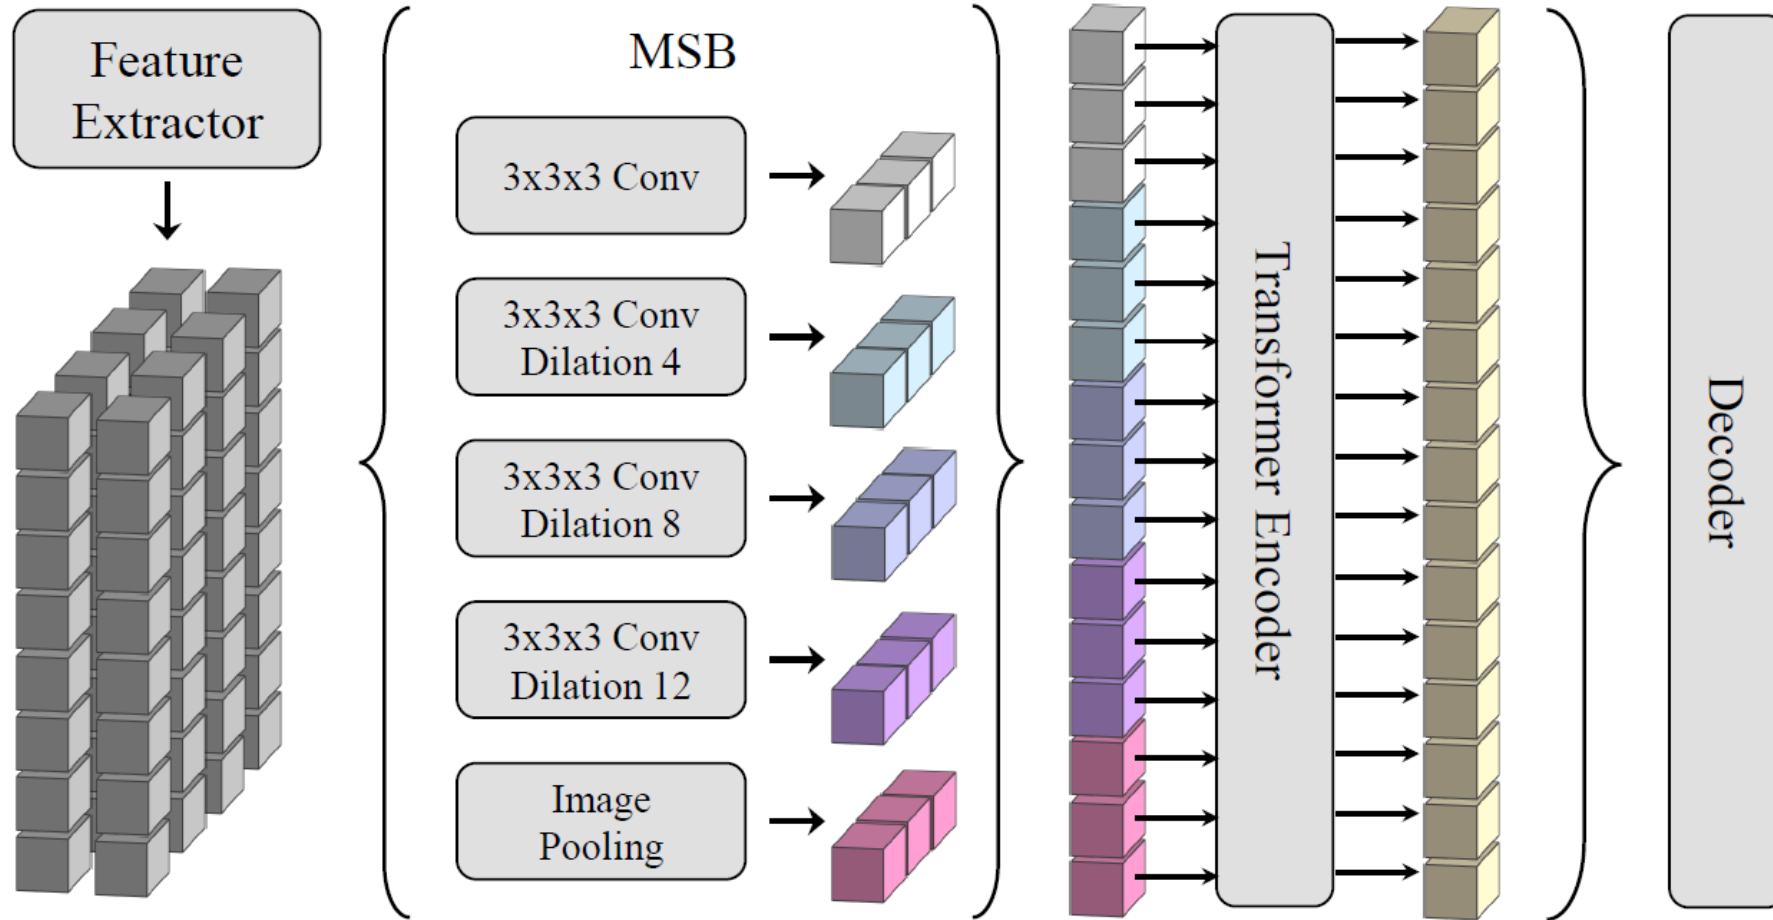 Feature
Extractor
MSB
3x3x3 Conv
3x3x3 Conv
Dilation 4
3x3x3 Conv
Dilation 8
3x3x3 Conv
Dilation 12
Image
Pooling
Transformer Encoder
Decoder